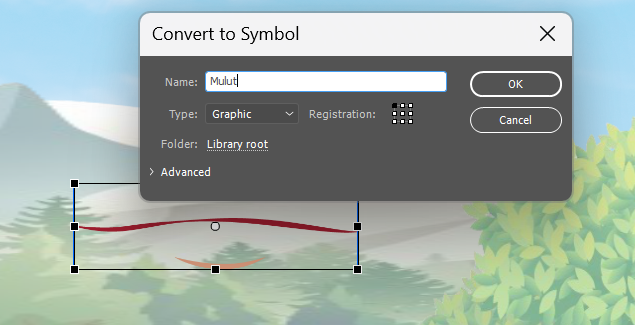 Convert to Symbol
Name: Mulut
OK
Type: Graphic
Registration:
Cancel
Folder: Library root
Advanced